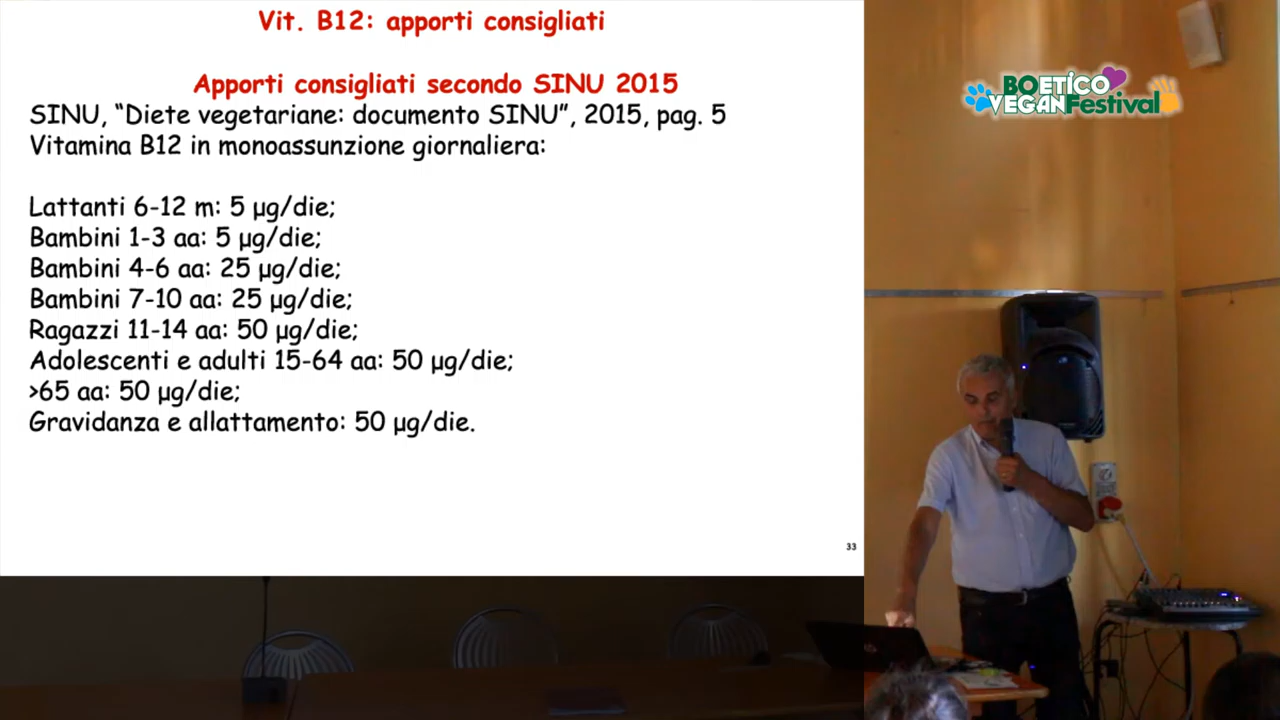 Vit. B12: apporti consigliati
Apporti consigliati secondo SINU 2015
SINU, “Diete vegetariane: documento SINU”, 2015, pag. 5
Vitamina B12 in monoassunzione giornaliera:
Lattanti 6-12 m: 5 µg/die;
Bambini 1-3 aa: 5 µg/die;
Bambini 4-6 aa: 25 µg/die;
Bambini 7-10 aa: 25 µg/die;
Ragazzi 11-14 aa: 50 µg/die;
Adolescenti e adulti 15-64 aa: 50 µg/die;
>65 aa: 50 µg/die;
Gravidanza e allattamento: 50 µg/die.
33
BOETICO
VEGANFestival